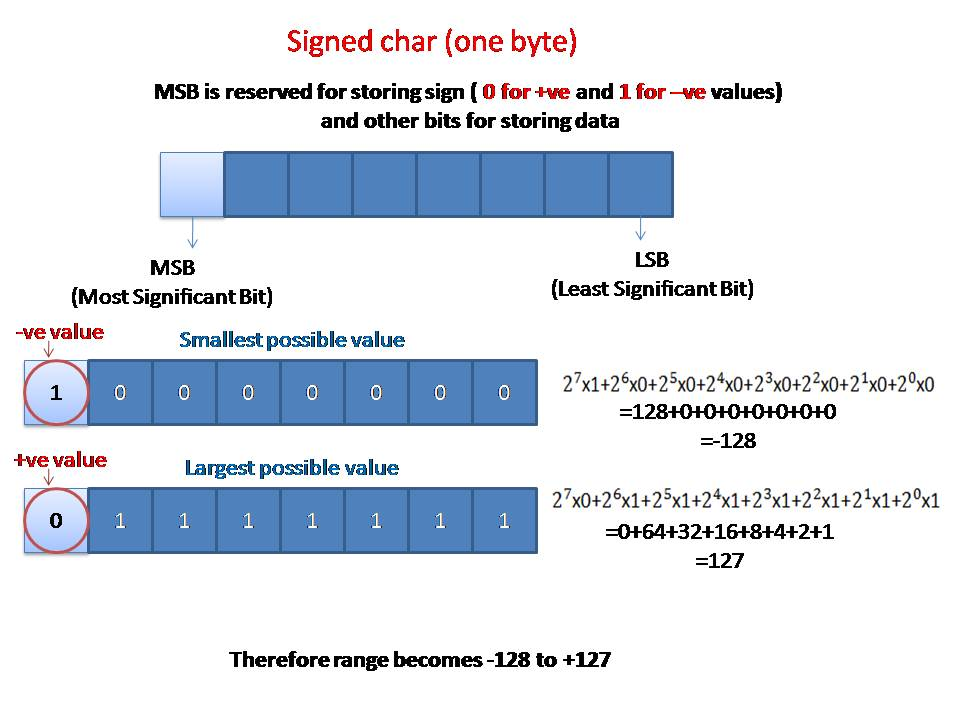 Signed char (one byte)
MSB is reserved for storing sign ( 0 for +ve and 1 for –ve values)
and other bits for storing data
MSB
(Most Significant Bit)
LSB
(Least Significant Bit)
-ve value
Smallest possible value
1 0 0 0 0 0 0 0
2⁷x1+2⁶x0+2⁵x0+2⁴x0+2³x0+2²x0+2¹x0+2⁰x0
=128+0+0+0+0+0+0+0
=-128
+ve value
Largest possible value
0 1 1 1 1 1 1 1
2⁷x0+2⁶x1+2⁵x1+2⁴x1+2³x1+2²x1+2¹x1+2⁰x1
=0+64+32+16+8+4+2+1
=127
Therefore range becomes -128 to +127